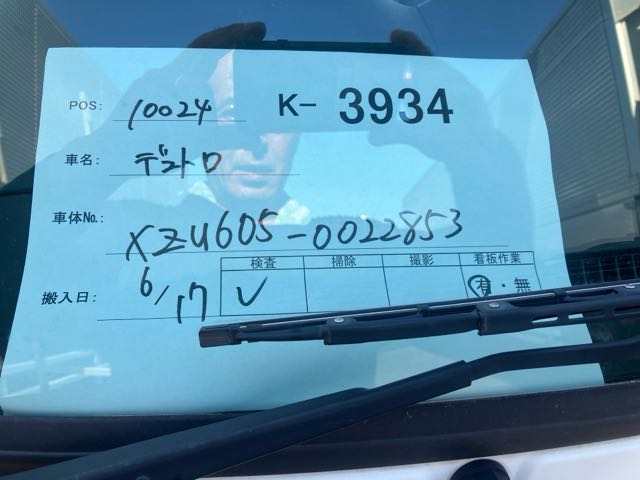 POS: 10024 K- 3934
車名: デュトロ
車体No.: XZU605-0022853
搬入日: 6/17
検査 掃除 撮影 看板作業
✓ 有・無